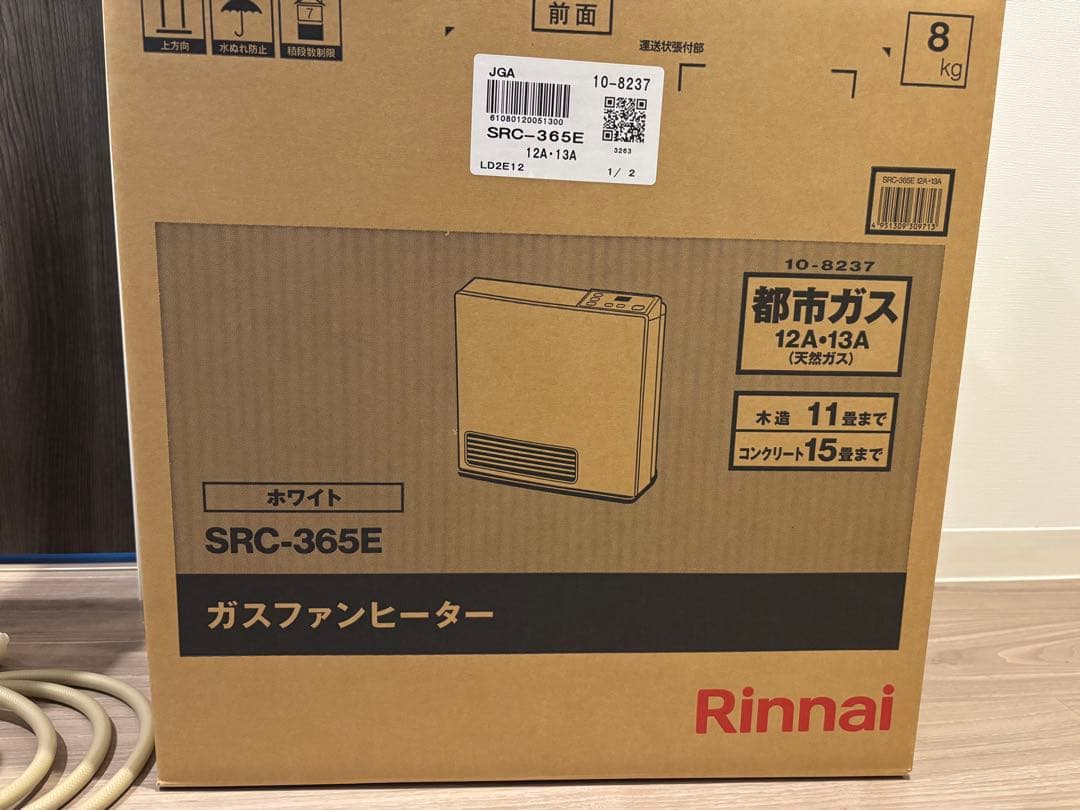 上方向
水ぬれ防止
7
積段数制限
前面
運送状張付部
8
kg
JGA
10-8237
61080120051300
SRC-365E
3263
12A・13A
LD2E12
1/ 2
SRC-365E 12A・13A
4 951309 309713
10-8237
都市ガス
12A・13A
(天然ガス)
木造 11畳まで
コンクリート15畳まで
ホワイト
SRC-365E
ガスファンヒーター
Rinnai